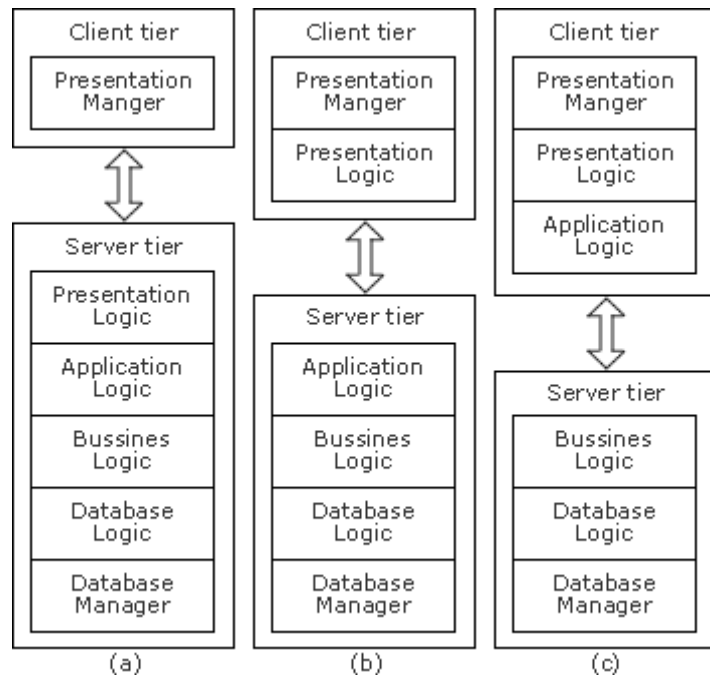 Client tier
Presentation
Manger
Server tier
Presentation
Logic
Application
Logic
Bussines
Logic
Database
Logic
Database
Manager
(a)
Client tier
Presentation
Manger
Presentation
Logic
Server tier
Application
Logic
Bussines
Logic
Database
Logic
Database
Manager
(b)
Client tier
Presentation
Manger
Presentation
Logic
Application
Logic
Server tier
Bussines
Logic
Database
Logic
Database
Manager
(c)